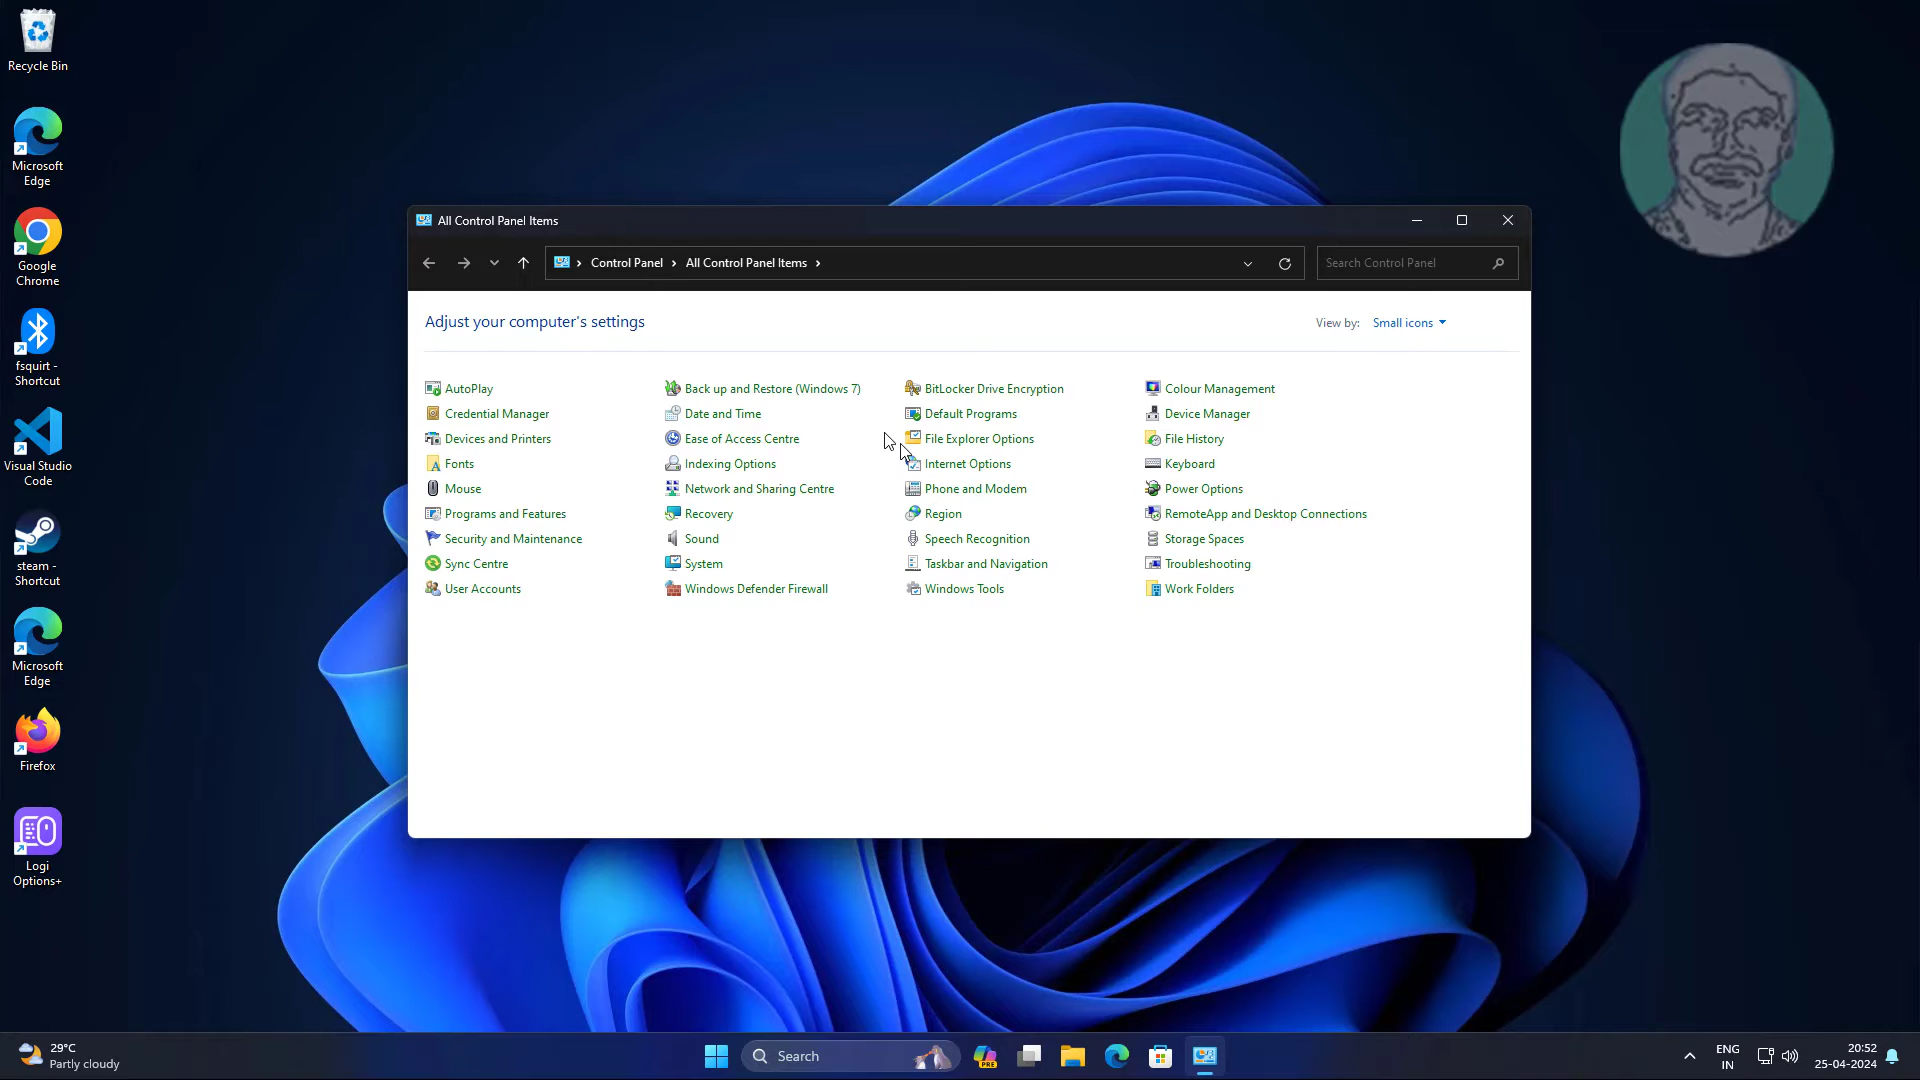 Recycle Bin
Microsoft
Edge
Google
Chrome
fsquirt -
Shortcut
Visual Studio
Code
steam -
Shortcut
Microsoft
Edge
Firefox
Logi
Options+
All Control Panel Items
Control Panel > All Control Panel Items >
Search Control Panel
Adjust your computer's settings
View by: Small icons
AutoPlay
Back up and Restore (Windows 7)
BitLocker Drive Encryption
Colour Management
Credential Manager
Date and Time
Default Programs
Device Manager
Devices and Printers
Ease of Access Centre
File Explorer Options
File History
Fonts
Indexing Options
Internet Options
Keyboard
Mouse
Network and Sharing Centre
Phone and Modem
Power Options
Programs and Features
Recovery
Region
RemoteApp and Desktop Connections
Security and Maintenance
Sound
Speech Recognition
Storage Spaces
Sync Centre
System
Taskbar and Navigation
Troubleshooting
User Accounts
Windows Defender Firewall
Windows Tools
Work Folders
29°C
Partly cloudy
Search
PRE
ENG
IN
20:52
25-04-2024